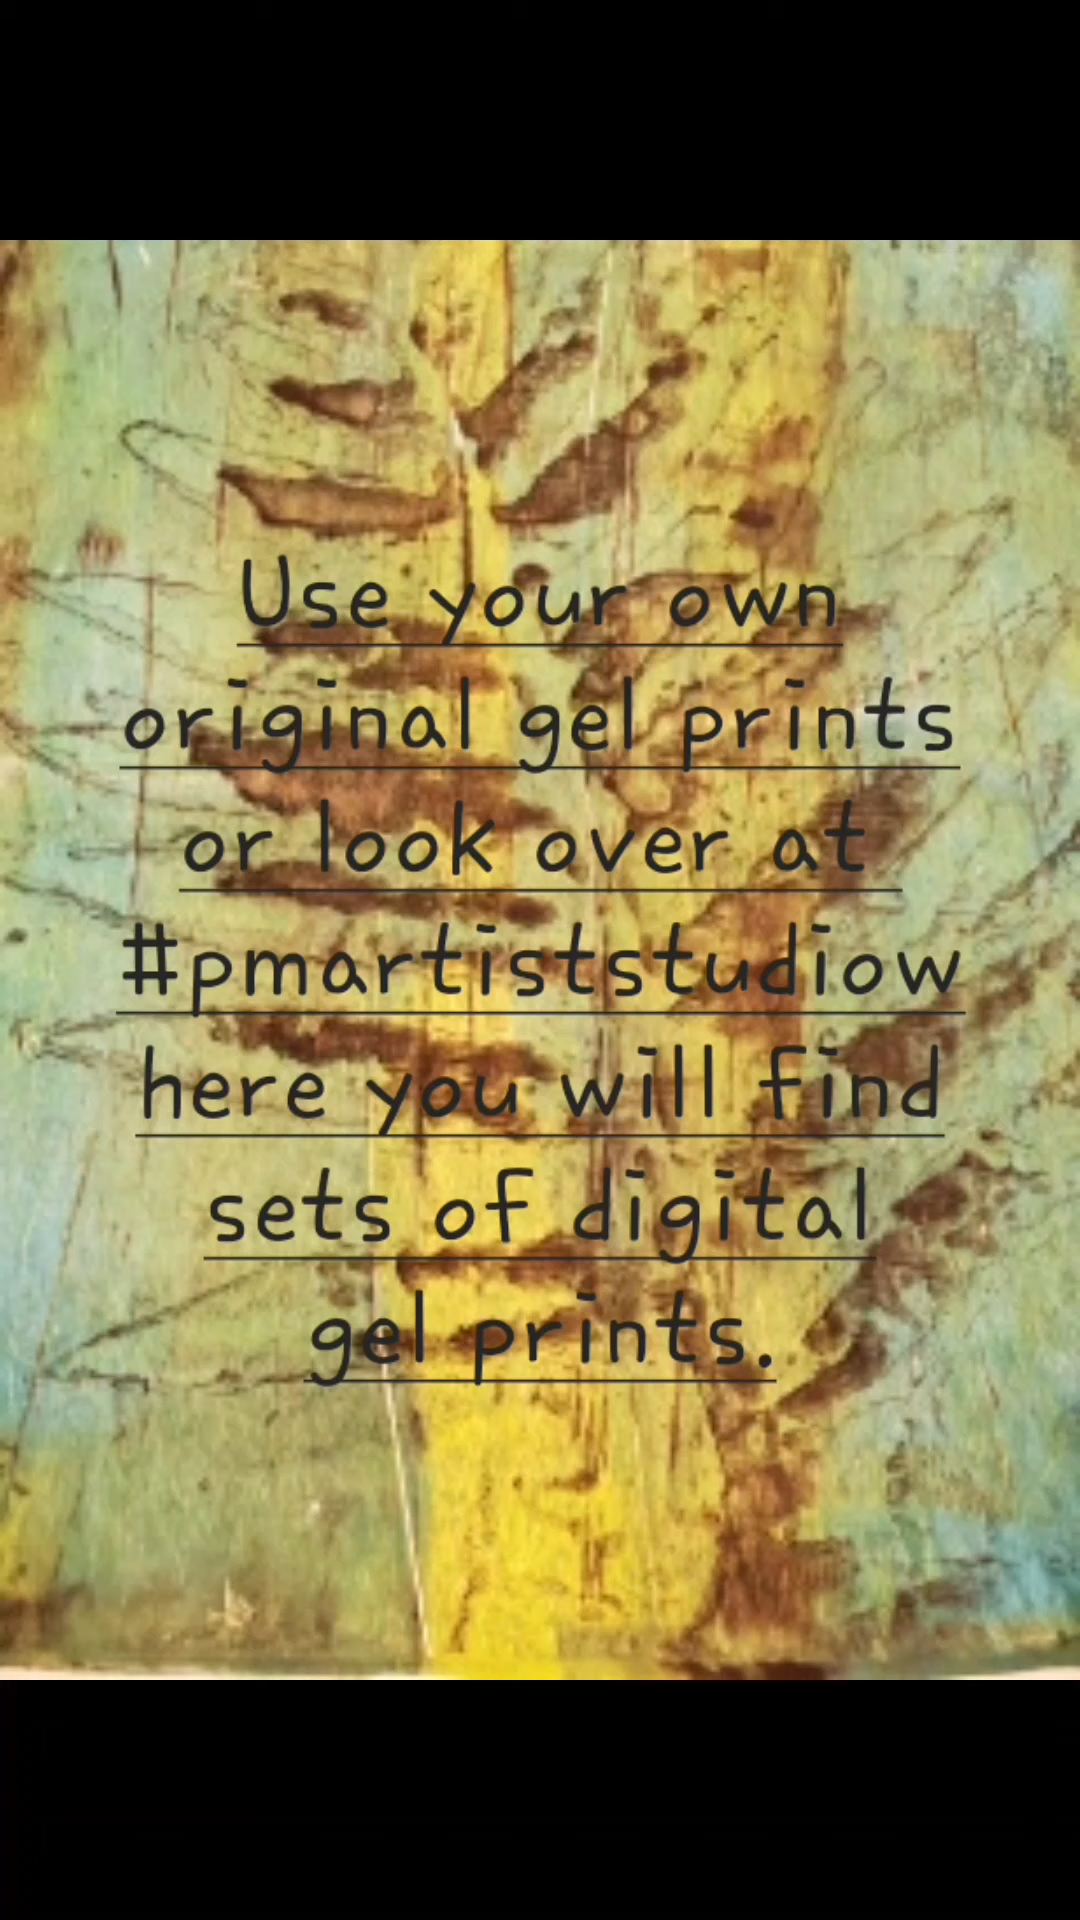 Use your own
original gel prints
or look over at
#pmartiststudiow
here you will find
sets of digital
gel prints.